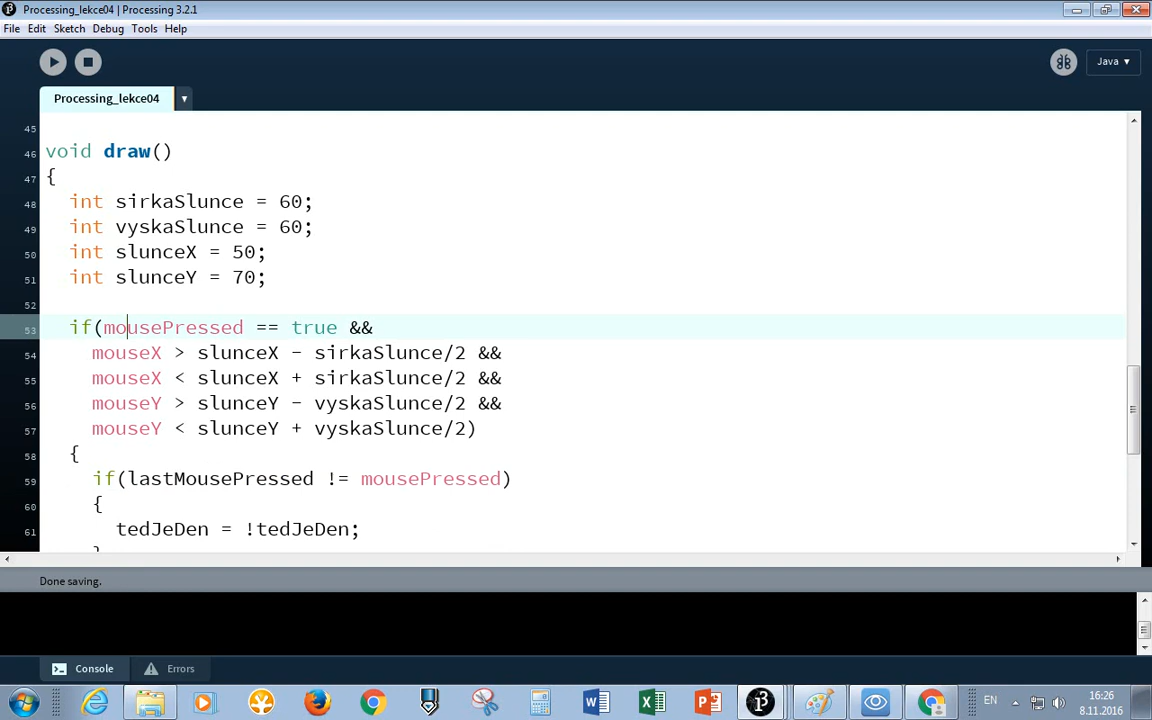 Processing_lekce04 | Processing 3.2.1
File Edit Sketch Debug Tools Help
Java ▾
Processing_lekce04 ▾
45
46 void draw()
47 {
48 int sirkaSlunce = 60;
49 int vyskaSlunce = 60;
50 int slunceX = 50;
51 int slunceY = 70;
52
53 if(mousePressed == true &&
54 mouseX > slunceX - sirkaSlunce/2 &&
55 mouseX < slunceX + sirkaSlunce/2 &&
56 mouseY > slunceY - vyskaSlunce/2 &&
57 mouseY < slunceY + vyskaSlunce/2)
58 {
59 if(lastMousePressed != mousePressed)
60 {
61 tedJeDen = !tedJeDen;
Done saving.
Console Errors
EN 16:26
8.11.2016